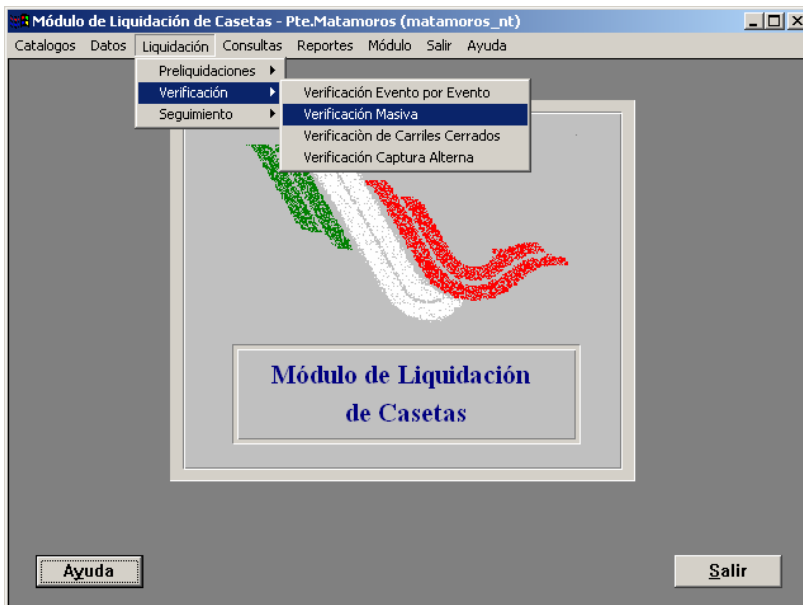 Módulo de Liquidación de Casetas - Pte.Matamoros (matamoros_nt)
Catalogos Datos Liquidación Consultas Reportes Módulo Salir Ayuda
Preliquidaciones
Verificación
Seguimiento
Verificación Evento por Evento
Verificación Masiva
Verificaciòn de Carriles Cerrados
Verificación Captura Alterna
Módulo de Liquidación
de Casetas
Ayuda
Salir